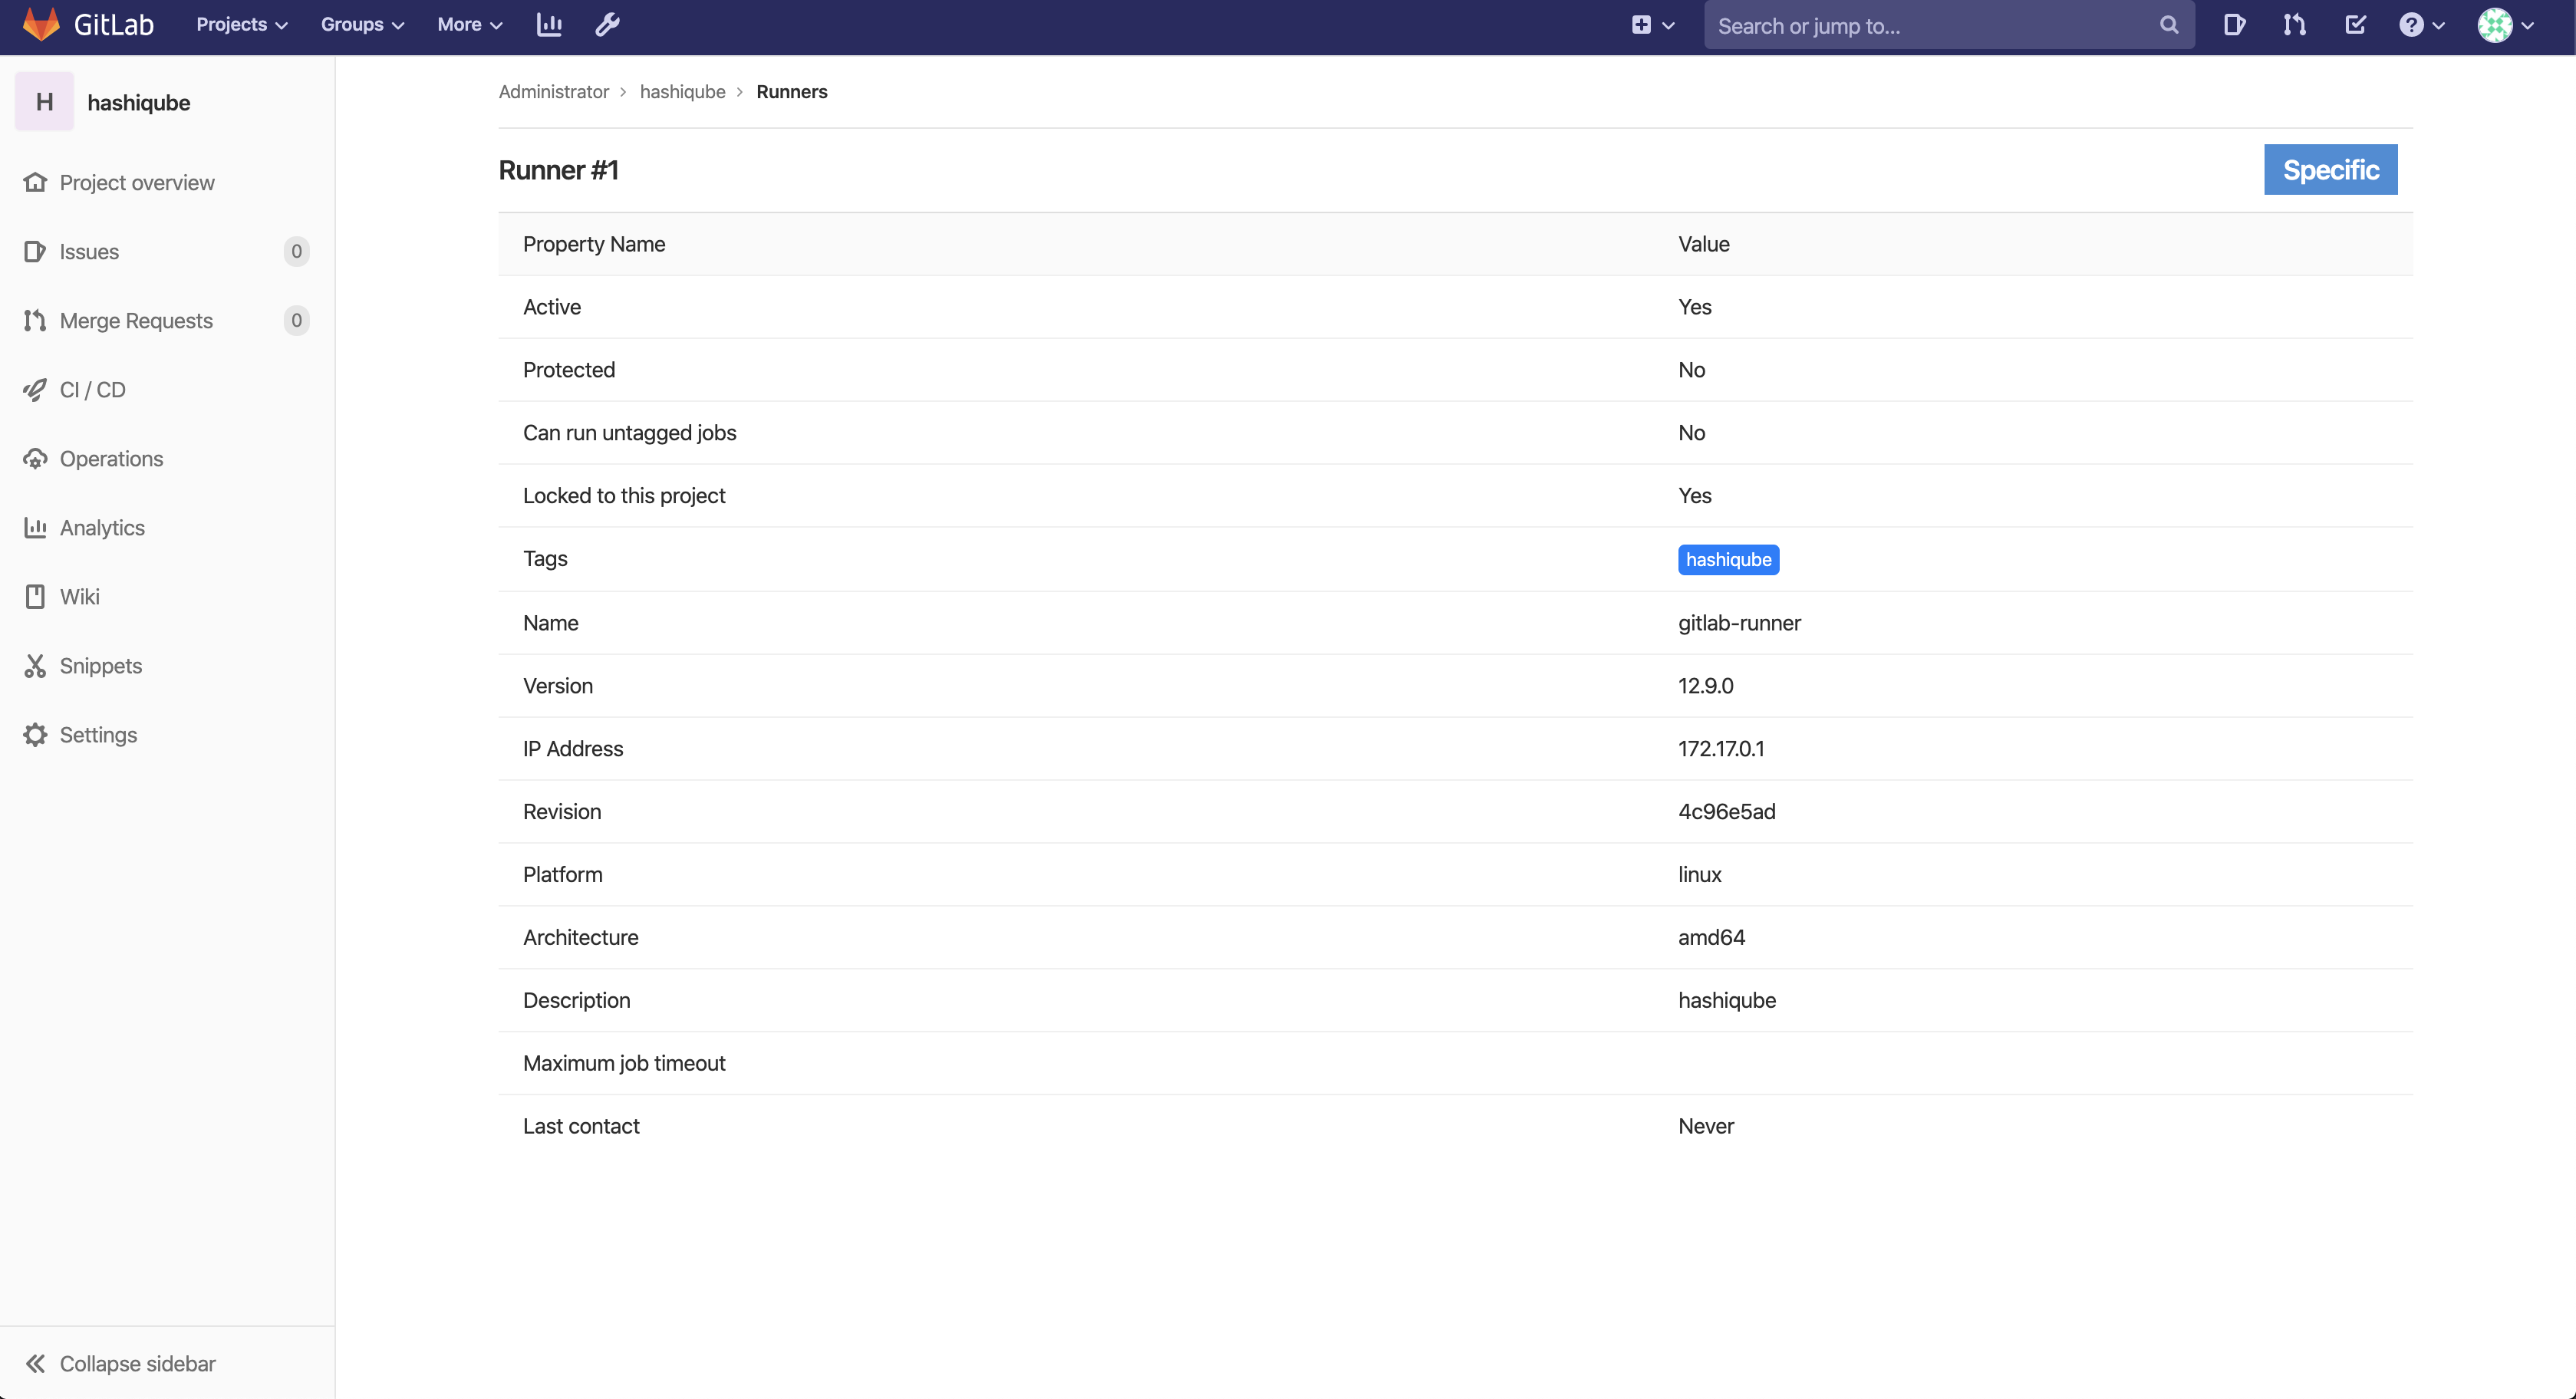 GitLab Projects Groups More Search or jump to...
H hashiqube
Project overview
Issues 0
Merge Requests 0
CI / CD
Operations
Analytics
Wiki
Snippets
Settings
Collapse sidebar
Administrator > hashiqube > Runners
Runner #1 Specific
Property Name Value
Active Yes
Protected No
Can run untagged jobs No
Locked to this project Yes
Tags hashiqube
Name gitlab-runner
Version 12.9.0
IP Address 172.17.0.1
Revision 4c96e5ad
Platform linux
Architecture amd64
Description hashiqube
Maximum job timeout
Last contact Never